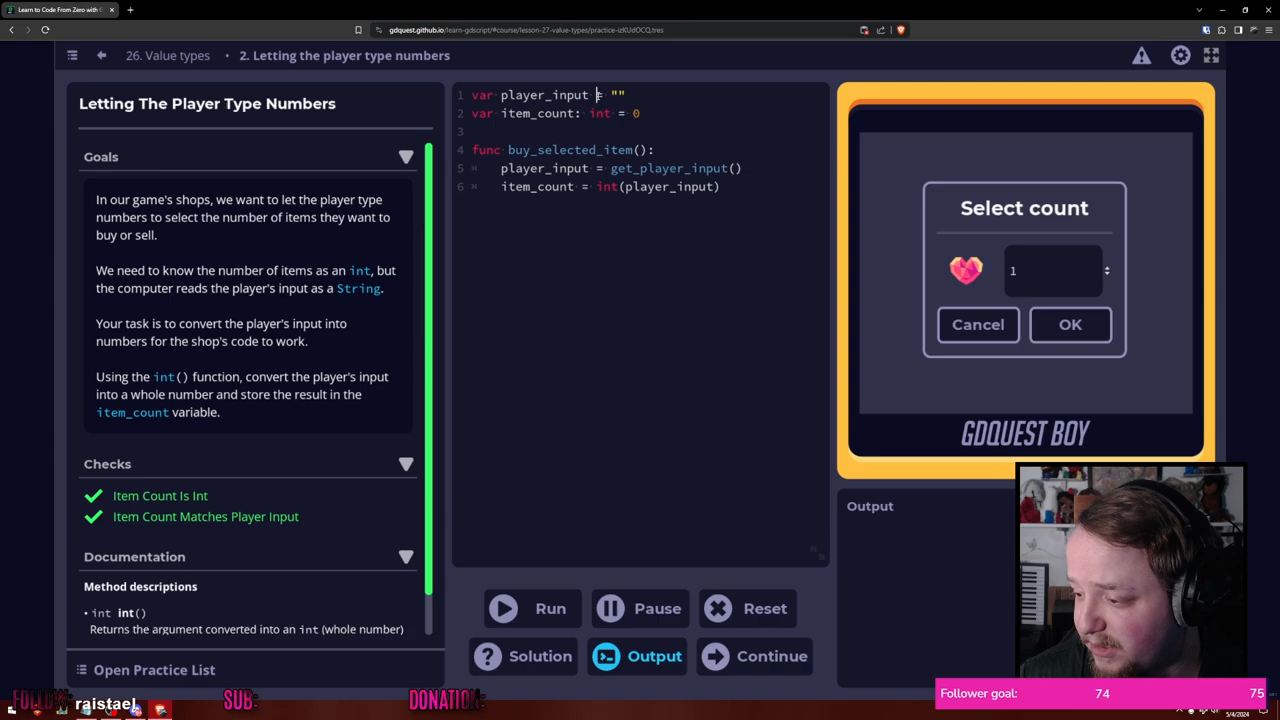 Learn to Code From Zero with G
gdquest.github.io/learn-gdscript/#course/lesson-27-value-types/practice-izKUdOCQ.tres
26. Value types • 2. Letting the player type numbers
Letting The Player Type Numbers
Goals
In our game's shops, we want to let the player type
numbers to select the number of items they want to
buy or sell.
We need to know the number of items as an int, but
the computer reads the player's input as a String.
Your task is to convert the player's input into
numbers for the shop's code to work.
Using the int() function, convert the player's input
into a whole number and store the result in the
item_count variable.
Checks
Item Count Is Int
Item Count Matches Player Input
Documentation
Method descriptions
• int int()
Returns the argument converted into an int (whole number)
Open Practice List
1 var player_input = ""
2 var item_count: int = 0
3
4 func buy_selected_item():
5 player_input = get_player_input()
6 item_count = int(player_input)
Run
Pause
Reset
Solution
Output
Continue
Select count
1
Cancel
OK
GDQUEST BOY
Output
FOLLOW: raistael
SUB:
DONATION:
Follower goal: 74 75
5/4/2024